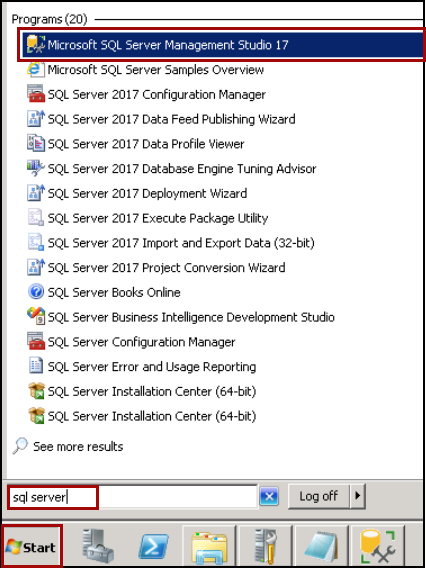 Programs (20)
Microsoft SQL Server Management Studio 17
Microsoft SQL Server Samples Overview
SQL Server 2017 Configuration Manager
SQL Server 2017 Data Feed Publishing Wizard
SQL Server 2017 Data Profile Viewer
SQL Server 2017 Database Engine Tuning Advisor
SQL Server 2017 Deployment Wizard
SQL Server 2017 Execute Package Utility
SQL Server 2017 Import and Export Data (32-bit)
SQL Server 2017 Project Conversion Wizard
SQL Server Books Online
SQL Server Business Intelligence Development Studio
SQL Server Configuration Manager
SQL Server Error and Usage Reporting
SQL Server Installation Center (64-bit)
SQL Server Installation Center (64-bit)
See more results
sql server
Log off
Start